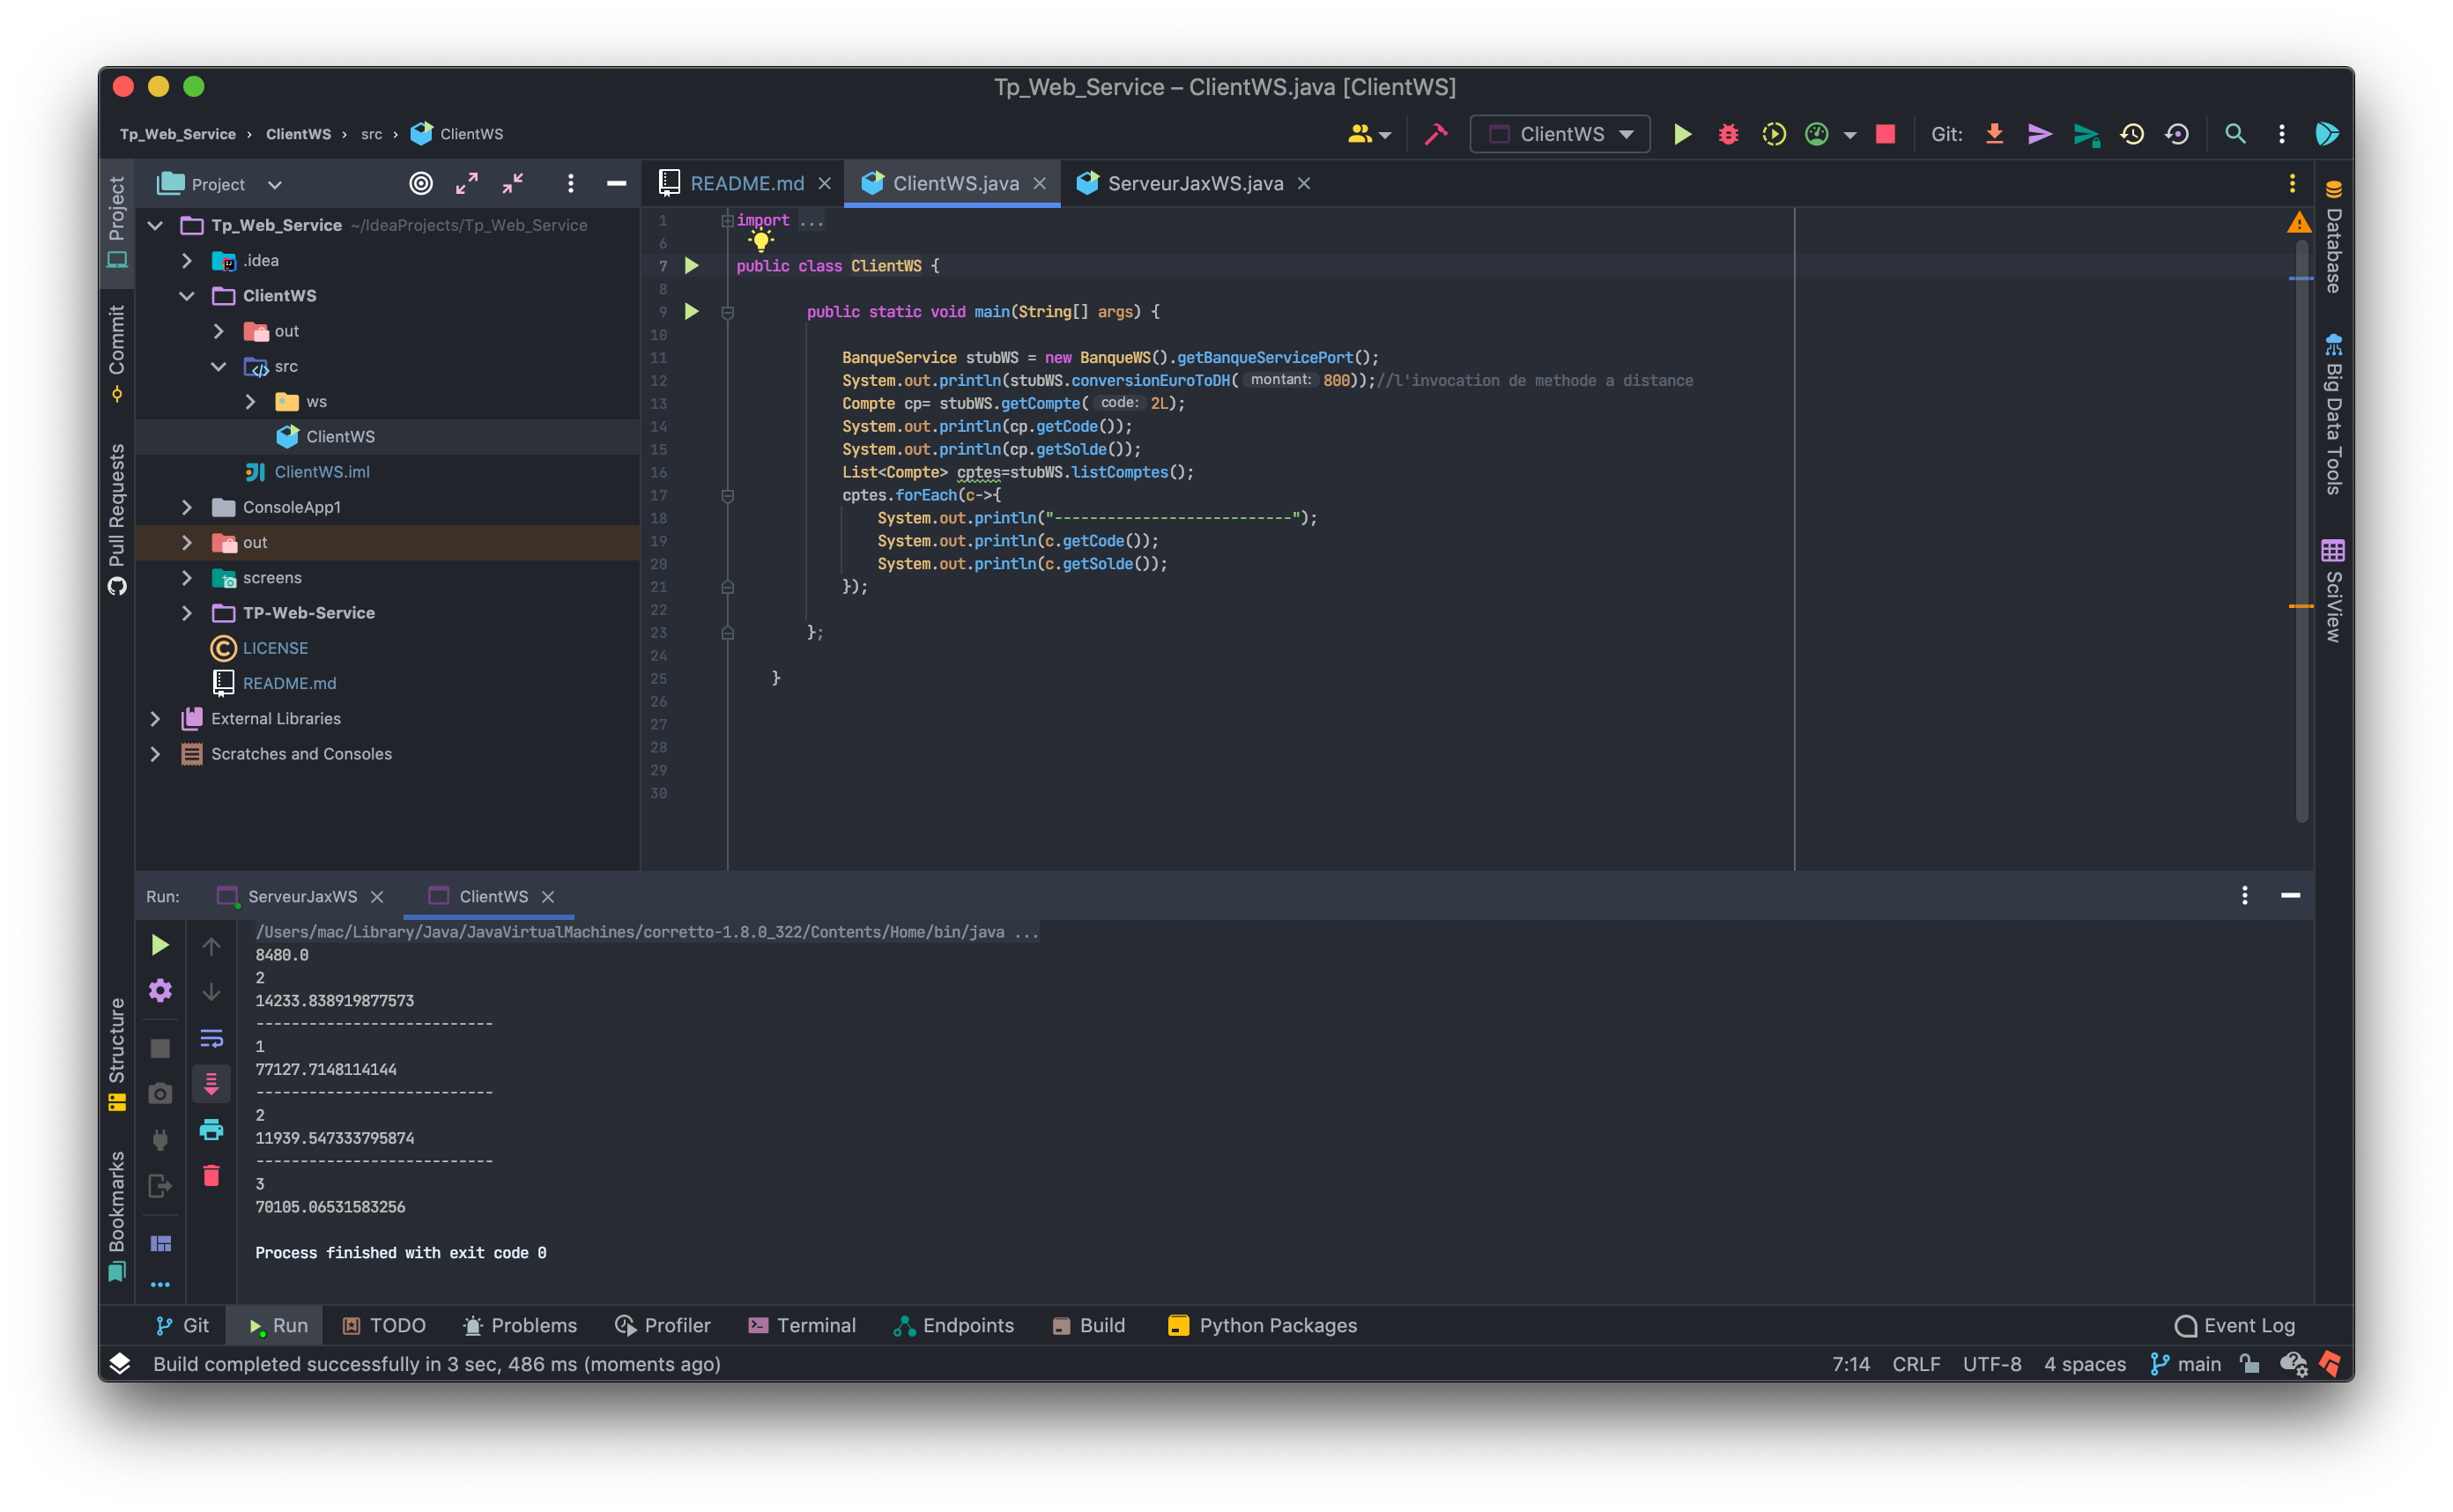 Tp_Web_Service – ClientWS.java [ClientWS]
Tp_Web_Service › ClientWS › src › ClientWS
ClientWS
Git:
Project
README.md
ClientWS.java
ServeurJaxWS.java
Project
Commit
Pull Requests
Structure
Bookmarks
Database
Big Data Tools
SciView
Tp_Web_Service ~/IdeaProjects/Tp_Web_Service
.idea
ClientWS
out
src
ws
ClientWS
ClientWS.iml
ConsoleApp1
out
screens
TP-Web-Service
LICENSE
README.md
External Libraries
Scratches and Consoles
1 import ...
6
7 public class ClientWS {
8
9 public static void main(String[] args) {
10
11 BanqueService stubWS = new BanqueWS().getBanqueServicePort();
12 System.out.println(stubWS.conversionEuroToDH( montant: 800));//l'invocation de methode a distance
13 Compte cp= stubWS.getCompte( code: 2L);
14 System.out.println(cp.getCode());
15 System.out.println(cp.getSolde());
16 List<Compte> cptes=stubWS.listComptes();
17 cptes.forEach(c->{
18 System.out.println("---------------------------");
19 System.out.println(c.getCode());
20 System.out.println(c.getSolde());
21 });
22
23 };
24
25 }
26
27
28
29
30
Run: ServeurJaxWS ClientWS
/Users/mac/Library/Java/JavaVirtualMachines/corretto-1.8.0_322/Contents/Home/bin/java ...
8480.0
2
14233.838919877573
---------------------------
1
77127.7148114144
---------------------------
2
11939.547333795874
---------------------------
3
70105.06531583256
Process finished with exit code 0
Git Run TODO Problems Profiler Terminal Endpoints Build Python Packages Event Log
Build completed successfully in 3 sec, 486 ms (moments ago) 7:14 CRLF UTF-8 4 spaces main